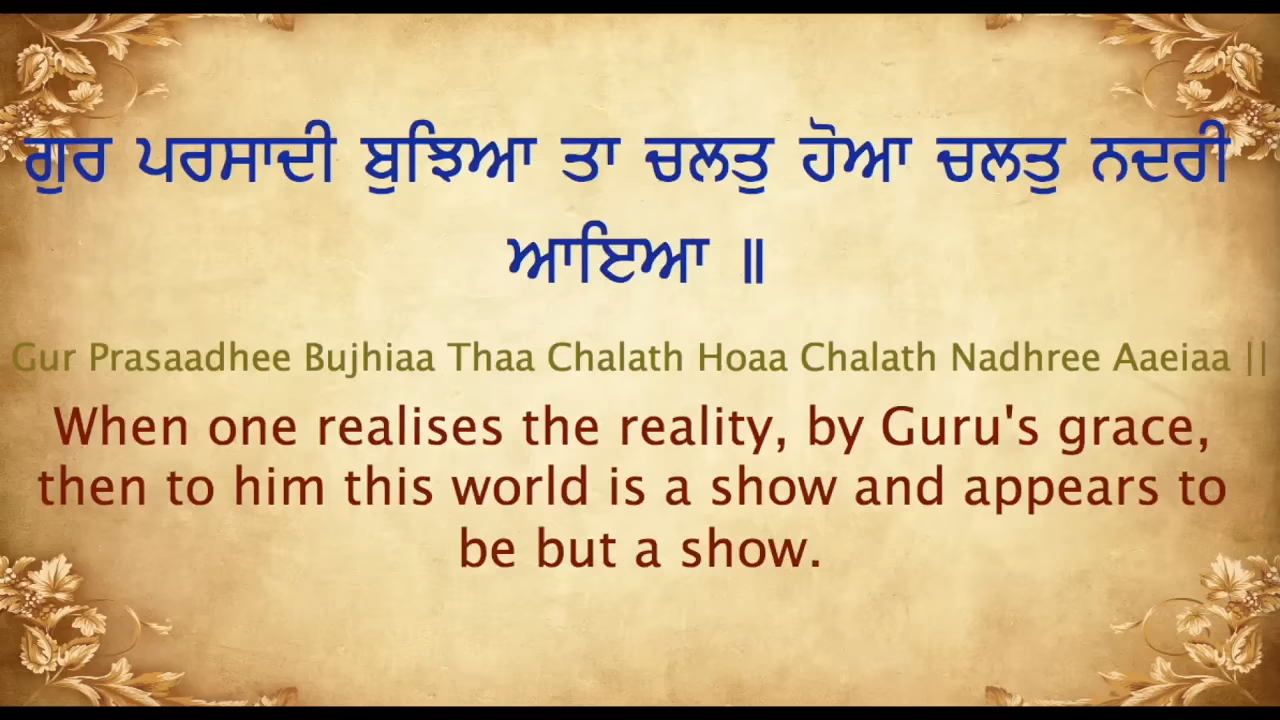 ਗੁਰ ਪਰਸਾਦੀ ਬੁਝਿਆ ਤਾ ਚਲਤੁ ਹੋਆ ਚਲਤੁ ਨਦਰੀ
ਆਇਆ ॥
Gur Prasaadhee Bujhiaa Thaa Chalath Hoaa Chalath Nadhree Aaeiaa ||
When one realises the reality, by Guru's grace,
then to him this world is a show and appears to
be but a show.